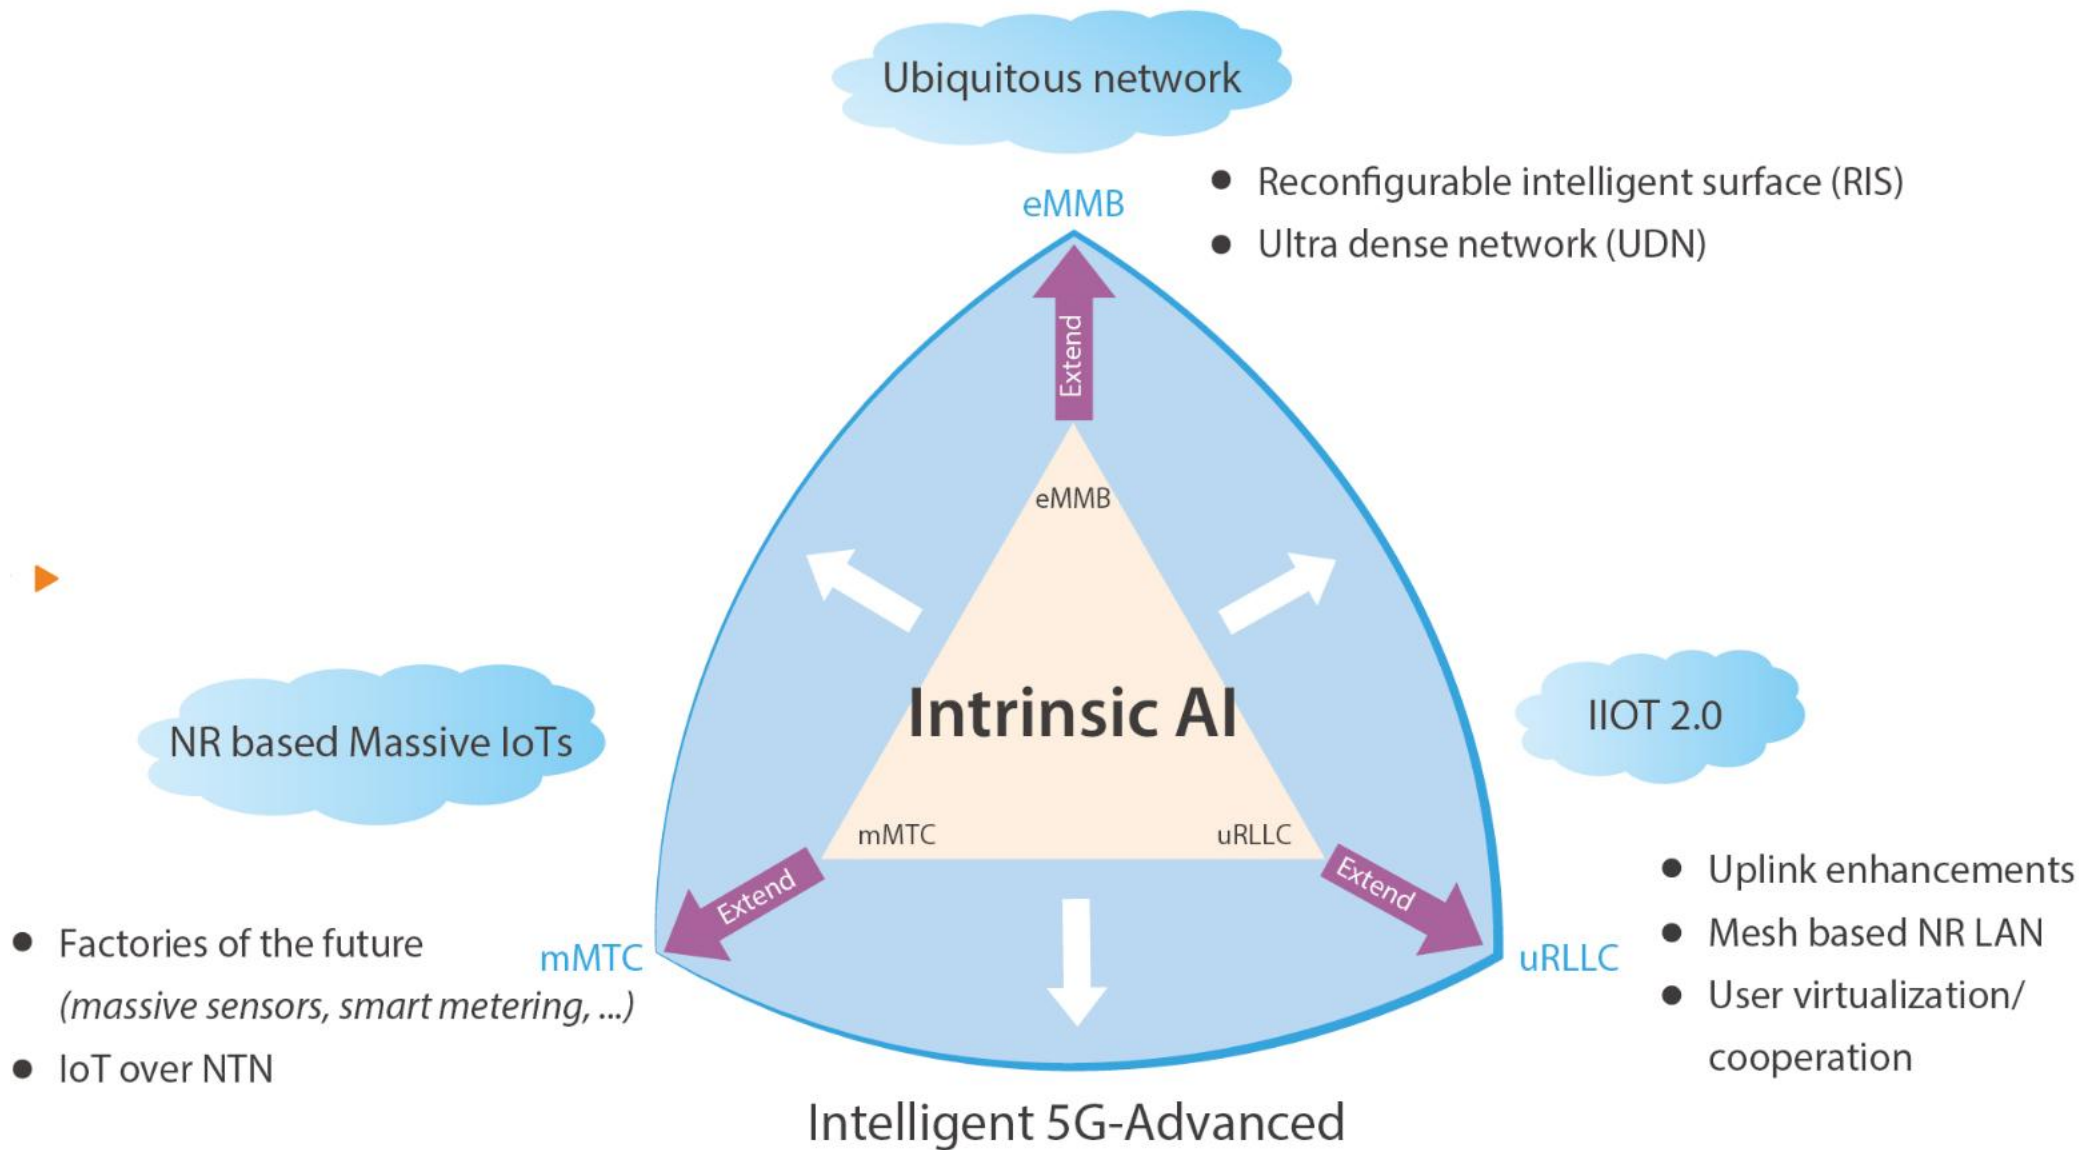 Ubiquitous network
eMMB
● Reconfigurable intelligent surface (RIS)
● Ultra dense network (UDN)
Extend
eMMB
Intrinsic AI
mMTC
uRLLC
NR based Massive IoTs
IIOT 2.0
Extend
Extend
● Factories of the future
(massive sensors, smart metering, ...)
● IoT over NTN
mMTC
uRLLC
● Uplink enhancements
● Mesh based NR LAN
● User virtualization/
cooperation
Intelligent 5G-Advanced